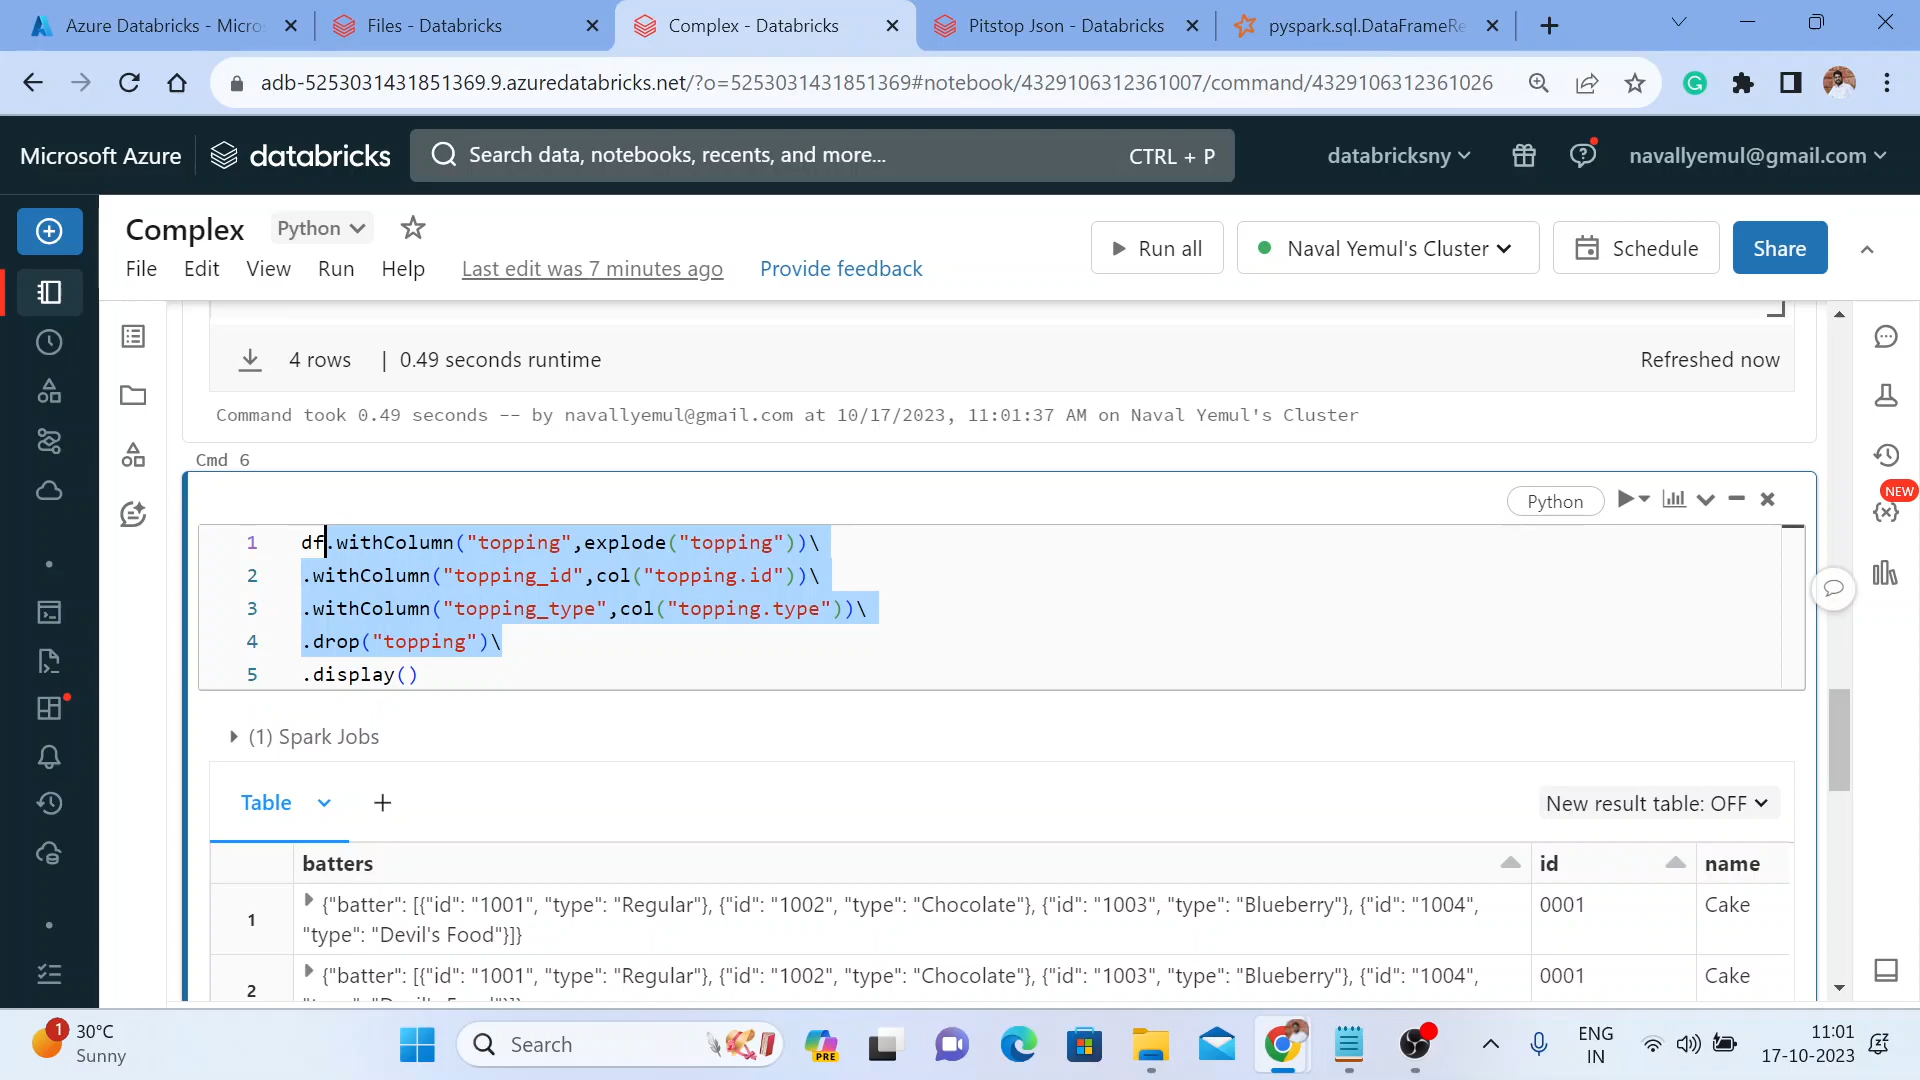 Azure Databricks - Micro
Files - Databricks
Complex - Databricks
Pitstop Json - Databricks
pyspark.sql.DataFrameRe
adb-5253031431851369.9.azuredatabricks.net/?o=5253031431851369#notebook/4329106312361007/command/4329106312361026
Microsoft Azure
databricks
Search data, notebooks, recents, and more...
CTRL + P
databricksny
navallyemul@gmail.com
Complex
Python
Run all
Naval Yemul's Cluster
Schedule
Share
File
Edit
View
Run
Help
Last edit was 7 minutes ago
Provide feedback
4 rows | 0.49 seconds runtime
Refreshed now
Command took 0.49 seconds -- by navallyemul@gmail.com at 10/17/2023, 11:01:37 AM on Naval Yemul's Cluster
Cmd 6
NEW
Python
1 df.withColumn("topping",explode("topping"))\
2 .withColumn("topping_id",col("topping.id"))\
3 .withColumn("topping_type",col("topping.type"))\
4 .drop("topping")\
5 .display()
(1) Spark Jobs
Table
New result table: OFF
batters
id
name
1 {"batter": [{"id": "1001", "type": "Regular"}, {"id": "1002", "type": "Chocolate"}, {"id": "1003", "type": "Blueberry"}, {"id": "1004", 0001 Cake
"type": "Devil's Food"}]}
2 {"batter": [{"id": "1001", "type": "Regular"}, {"id": "1002", "type": "Chocolate"}, {"id": "1003", "type": "Blueberry"}, {"id": "1004", 0001 Cake
1
30°C
Sunny
Search
PRE
ENG
IN
11:01
17-10-2023